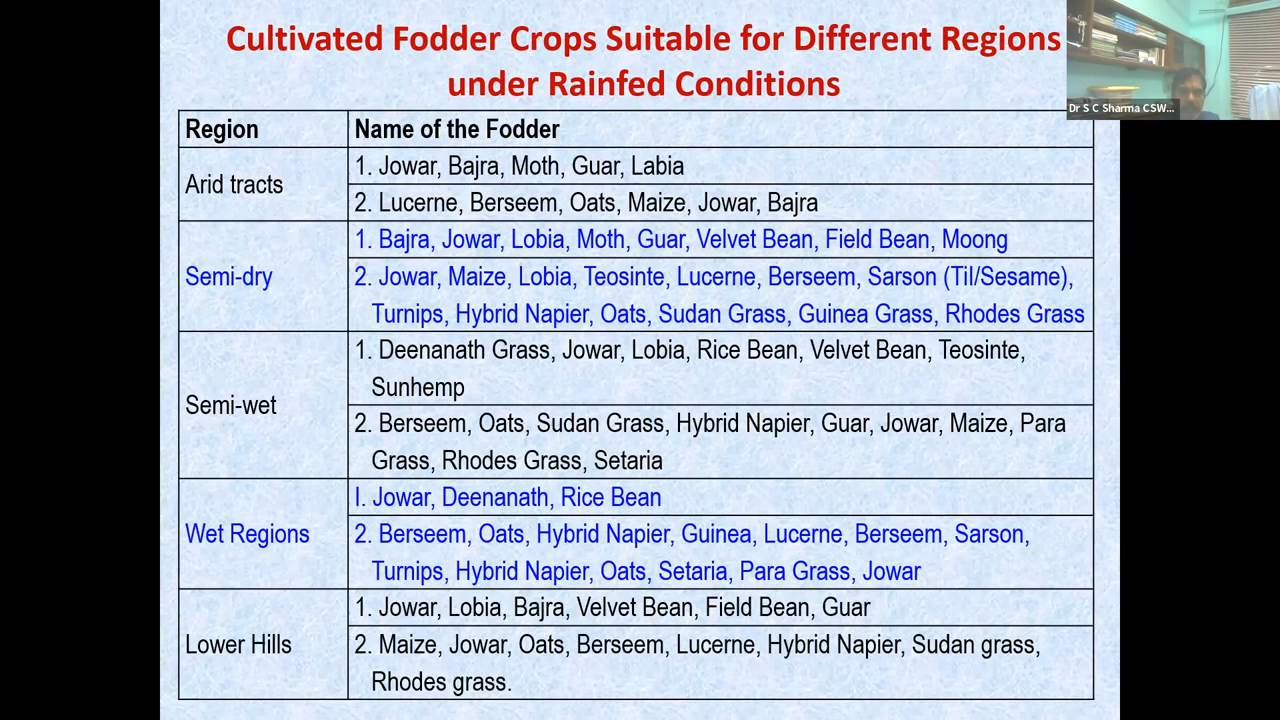 Cultivated Fodder Crops Suitable for Different Regions
under Rainfed Conditions
Dr S C Sharma CSW...
Region
Name of the Fodder
Arid tracts
1. Jowar, Bajra, Moth, Guar, Labia
2. Lucerne, Berseem, Oats, Maize, Jowar, Bajra
Semi-dry
1. Bajra, Jowar, Lobia, Moth, Guar, Velvet Bean, Field Bean, Moong
2. Jowar, Maize, Lobia, Teosinte, Lucerne, Berseem, Sarson (Til/Sesame),
Turnips, Hybrid Napier, Oats, Sudan Grass, Guinea Grass, Rhodes Grass
Semi-wet
1. Deenanath Grass, Jowar, Lobia, Rice Bean, Velvet Bean, Teosinte,
Sunhemp
2. Berseem, Oats, Sudan Grass, Hybrid Napier, Guar, Jowar, Maize, Para
Grass, Rhodes Grass, Setaria
Wet Regions
I. Jowar, Deenanath, Rice Bean
2. Berseem, Oats, Hybrid Napier, Guinea, Lucerne, Berseem, Sarson,
Turnips, Hybrid Napier, Oats, Setaria, Para Grass, Jowar
Lower Hills
1. Jowar, Lobia, Bajra, Velvet Bean, Field Bean, Guar
2. Maize, Jowar, Oats, Berseem, Lucerne, Hybrid Napier, Sudan grass,
Rhodes grass.